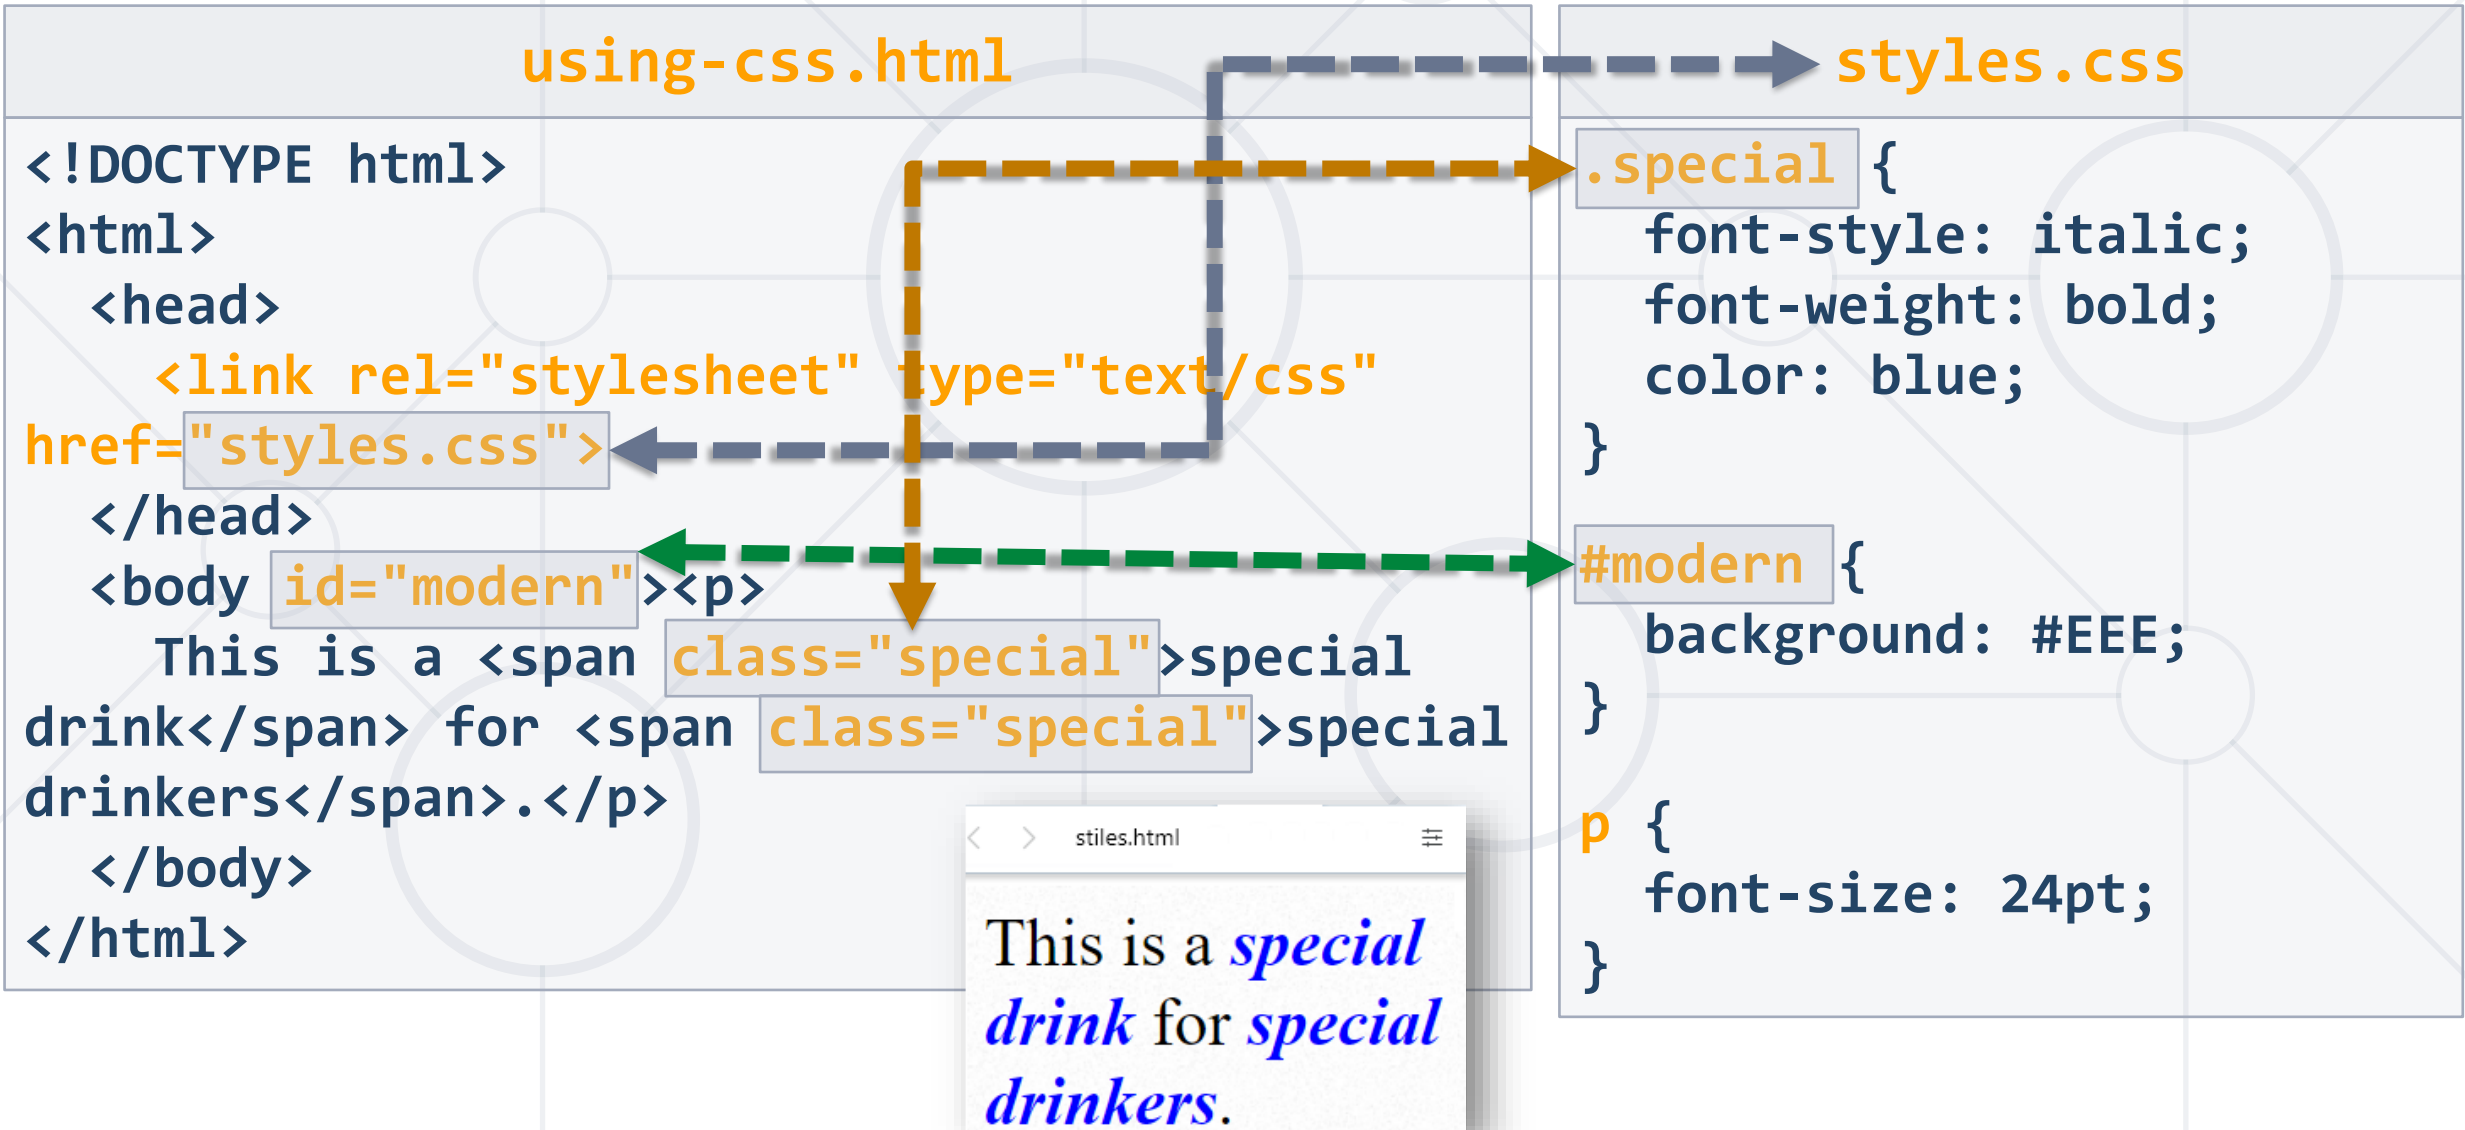 using-css.html
<!DOCTYPE html>
<html>
  <head>
    <link rel="stylesheet" type="text/css"
href="styles.css">
  </head>
  <body id="modern"><p>
    This is a <span class="special">special
drink</span> for <span class="special">special
drinkers</span>.</p>
  </body>
</html>
styles.css
.special {
  font-style: italic;
  font-weight: bold;
  color: blue;
}
#modern {
  background: #EEE;
}
p {
  font-size: 24pt;
}
stiles.html
This is a special
drink for special
drinkers.